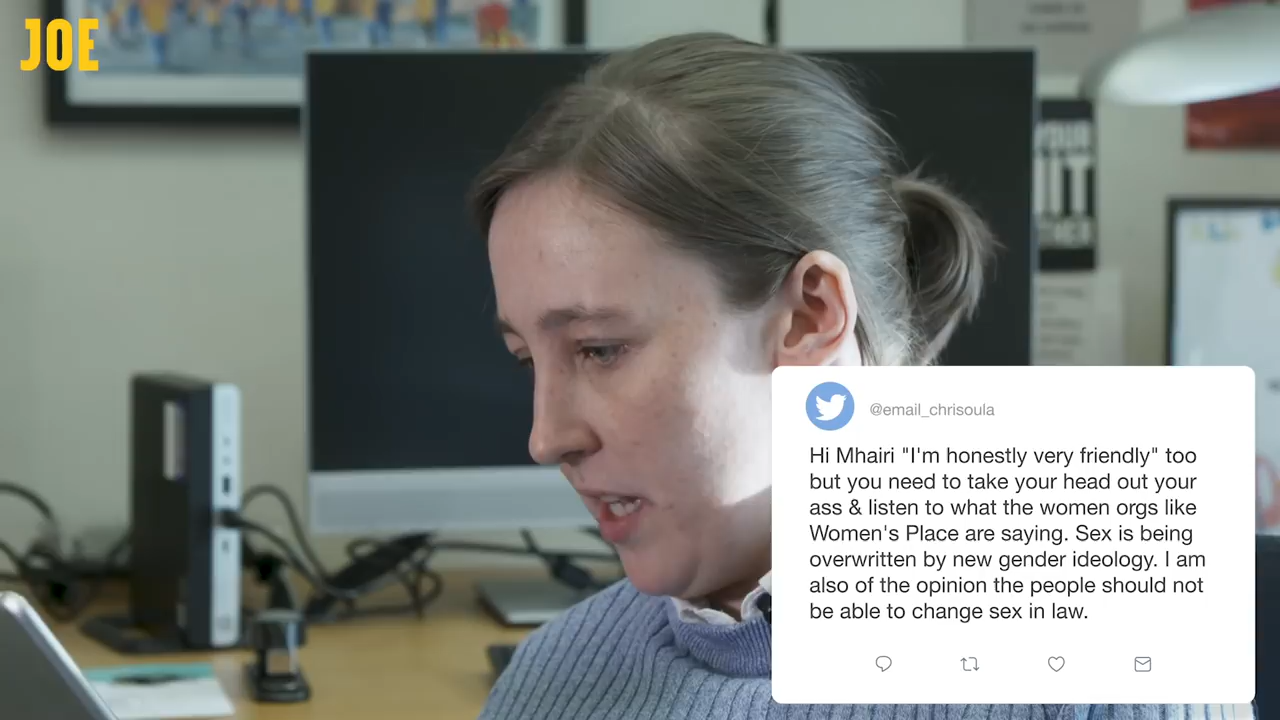 JOE
YOUR
IT
@email_chrisoula
Hi Mhairi "I'm honestly very friendly" too
but you need to take your head out your
ass & listen to what the women orgs like
Women's Place are saying. Sex is being
overwritten by new gender ideology. I am
also of the opinion the people should not
be able to change sex in law.